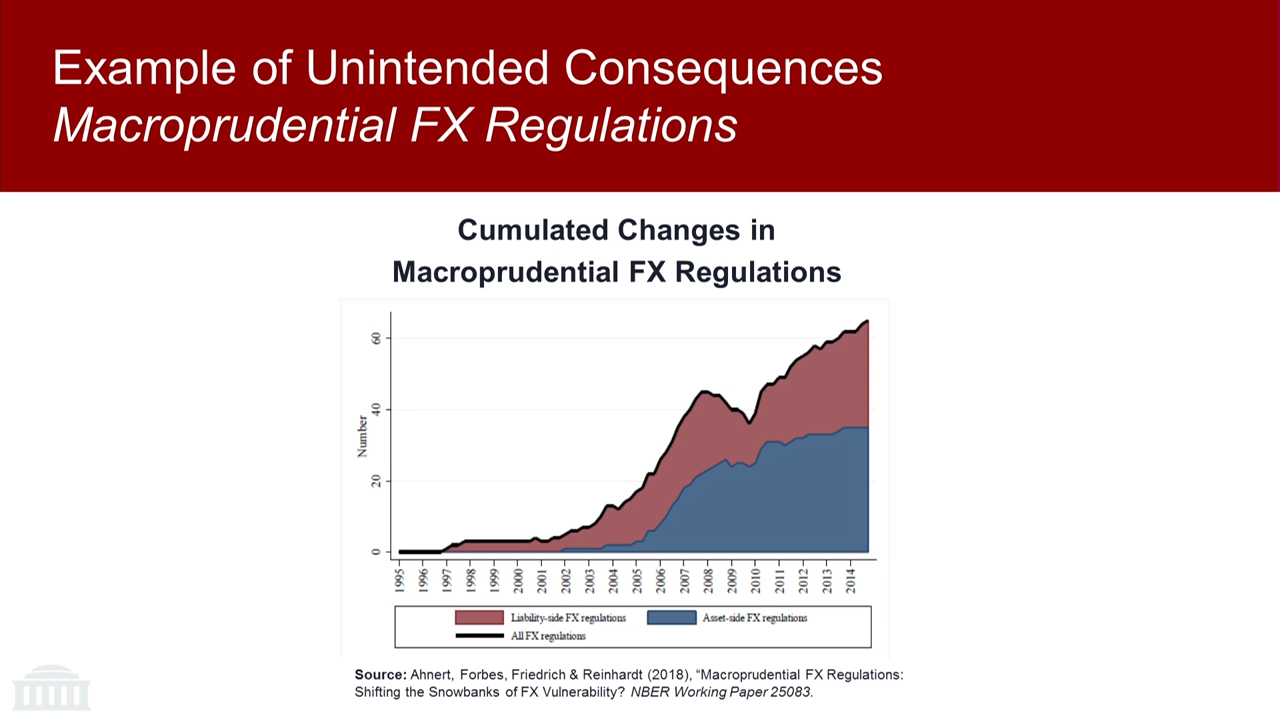 Example of Unintended Consequences
Macroprudential FX Regulations
Cumulated Changes in
Macroprudential FX Regulations
Number
60
40
20
0
1995 1996 1997 1998 1999 2000 2001 2002 2003 2004 2005 2006 2007 2008 2009 2010 2011 2012 2013 2014
Liability-side FX regulations Asset-side FX regulations
All FX regulations
Source: Ahnert, Forbes, Friedrich & Reinhardt (2018), “Macroprudential FX Regulations:
Shifting the Snowbanks of FX Vulnerability? NBER Working Paper 25083.